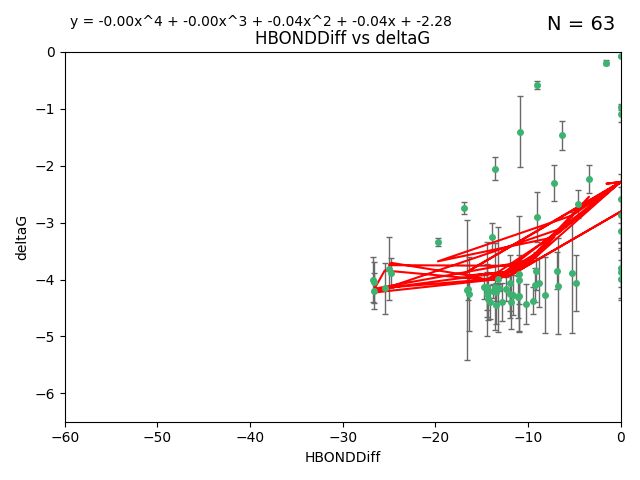 y = -0.00x^4 + -0.00x^3 + -0.04x^2 + -0.04x + -2.28
N = 63
HBONDDiff vs deltaG
0
−1
−2
−3
−4
−5
−6
deltaG
−60
−50
−40
−30
−20
−10
0
HBONDDiff